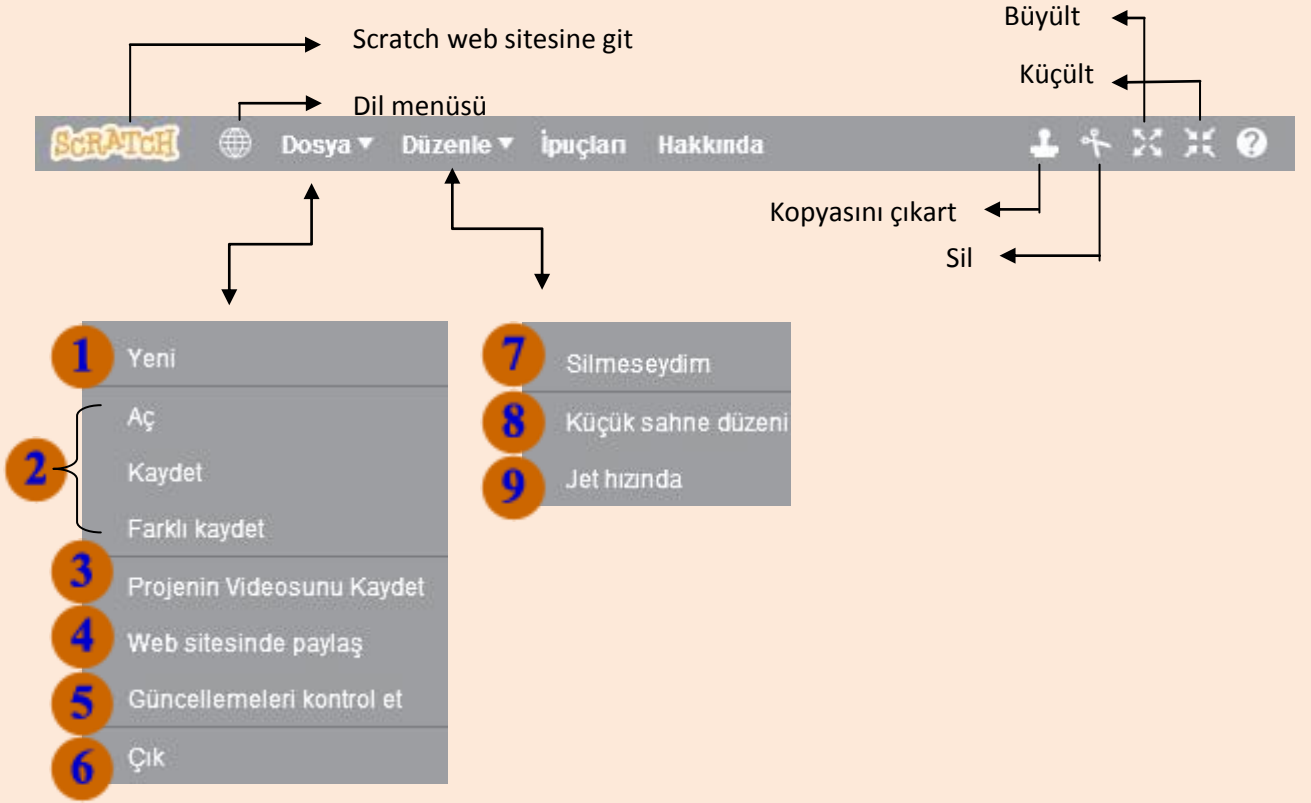 Büyült
Scratch web sitesine git
Küçült
Dil menüsü
SCRATCH Dosya Düzenle İpuçları Hakkında ?
Kopyasını çıkart
Sil
1 Yeni
2
Aç
Kaydet
Farklı kaydet
3 Projenin Videosunu Kaydet
4 Web sitesinde paylaş
5 Güncellemeleri kontrol et
6 Çık
7 Silmeseydim
8 Küçük sahne düzeni
9 Jet hızında